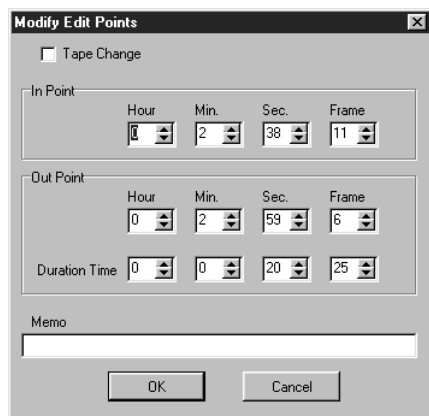 Modify Edit Points
Tape Change
In Point
Hour Min. Sec. Frame
0 2 38 11
Out Point
Hour Min. Sec. Frame
0 2 59 6
Duration Time 0 0 20 25
Memo
OK Cancel